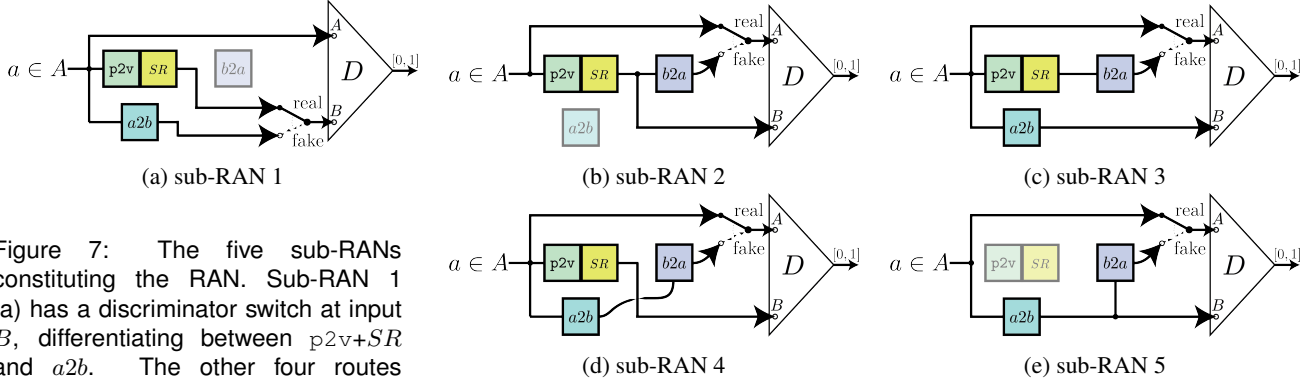 a ∈ A
p2v
SR
b2a
a2b
real
fake
A
B
D
[0, 1]
(a) sub-RAN 1
a ∈ A
p2v
SR
b2a
a2b
real
fake
A
B
D
[0, 1]
(b) sub-RAN 2
a ∈ A
p2v
SR
b2a
a2b
real
fake
A
B
D
[0, 1]
(c) sub-RAN 3
Figure 7: The five sub-RANs
constituting the RAN. Sub-RAN 1
(a) has a discriminator switch at input
B, differentiating between p2v+SR
and a2b. The other four routes
a ∈ A
p2v
SR
b2a
a2b
real
fake
A
B
D
[0, 1]
(d) sub-RAN 4
a ∈ A
p2v
SR
b2a
a2b
real
fake
A
B
D
[0, 1]
(e) sub-RAN 5